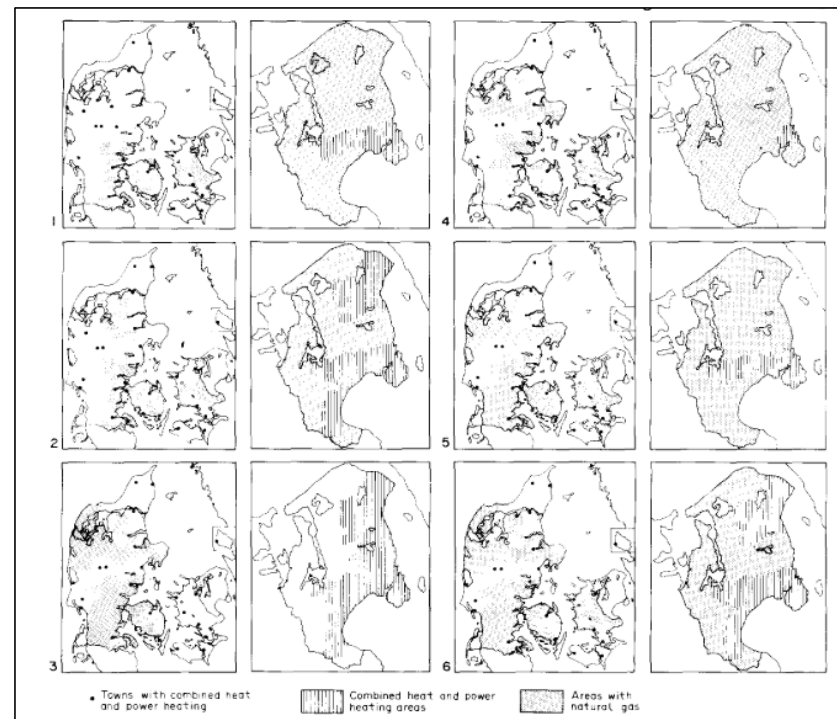 1
4
2
5
3
6
• Towns with combined heat
and power heating
Combined heat and power
heating areas
Areas with
natural gas